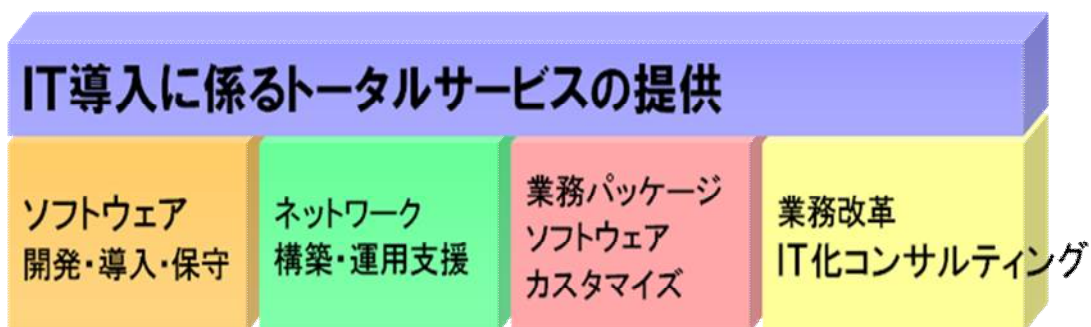 IT導入に係るトータルサービスの提供
ソフトウェア
開発・導入・保守
ネットワーク
構築・運用支援
業務パッケージ
ソフトウェア
カスタマイズ
業務改革
IT化コンサルティング